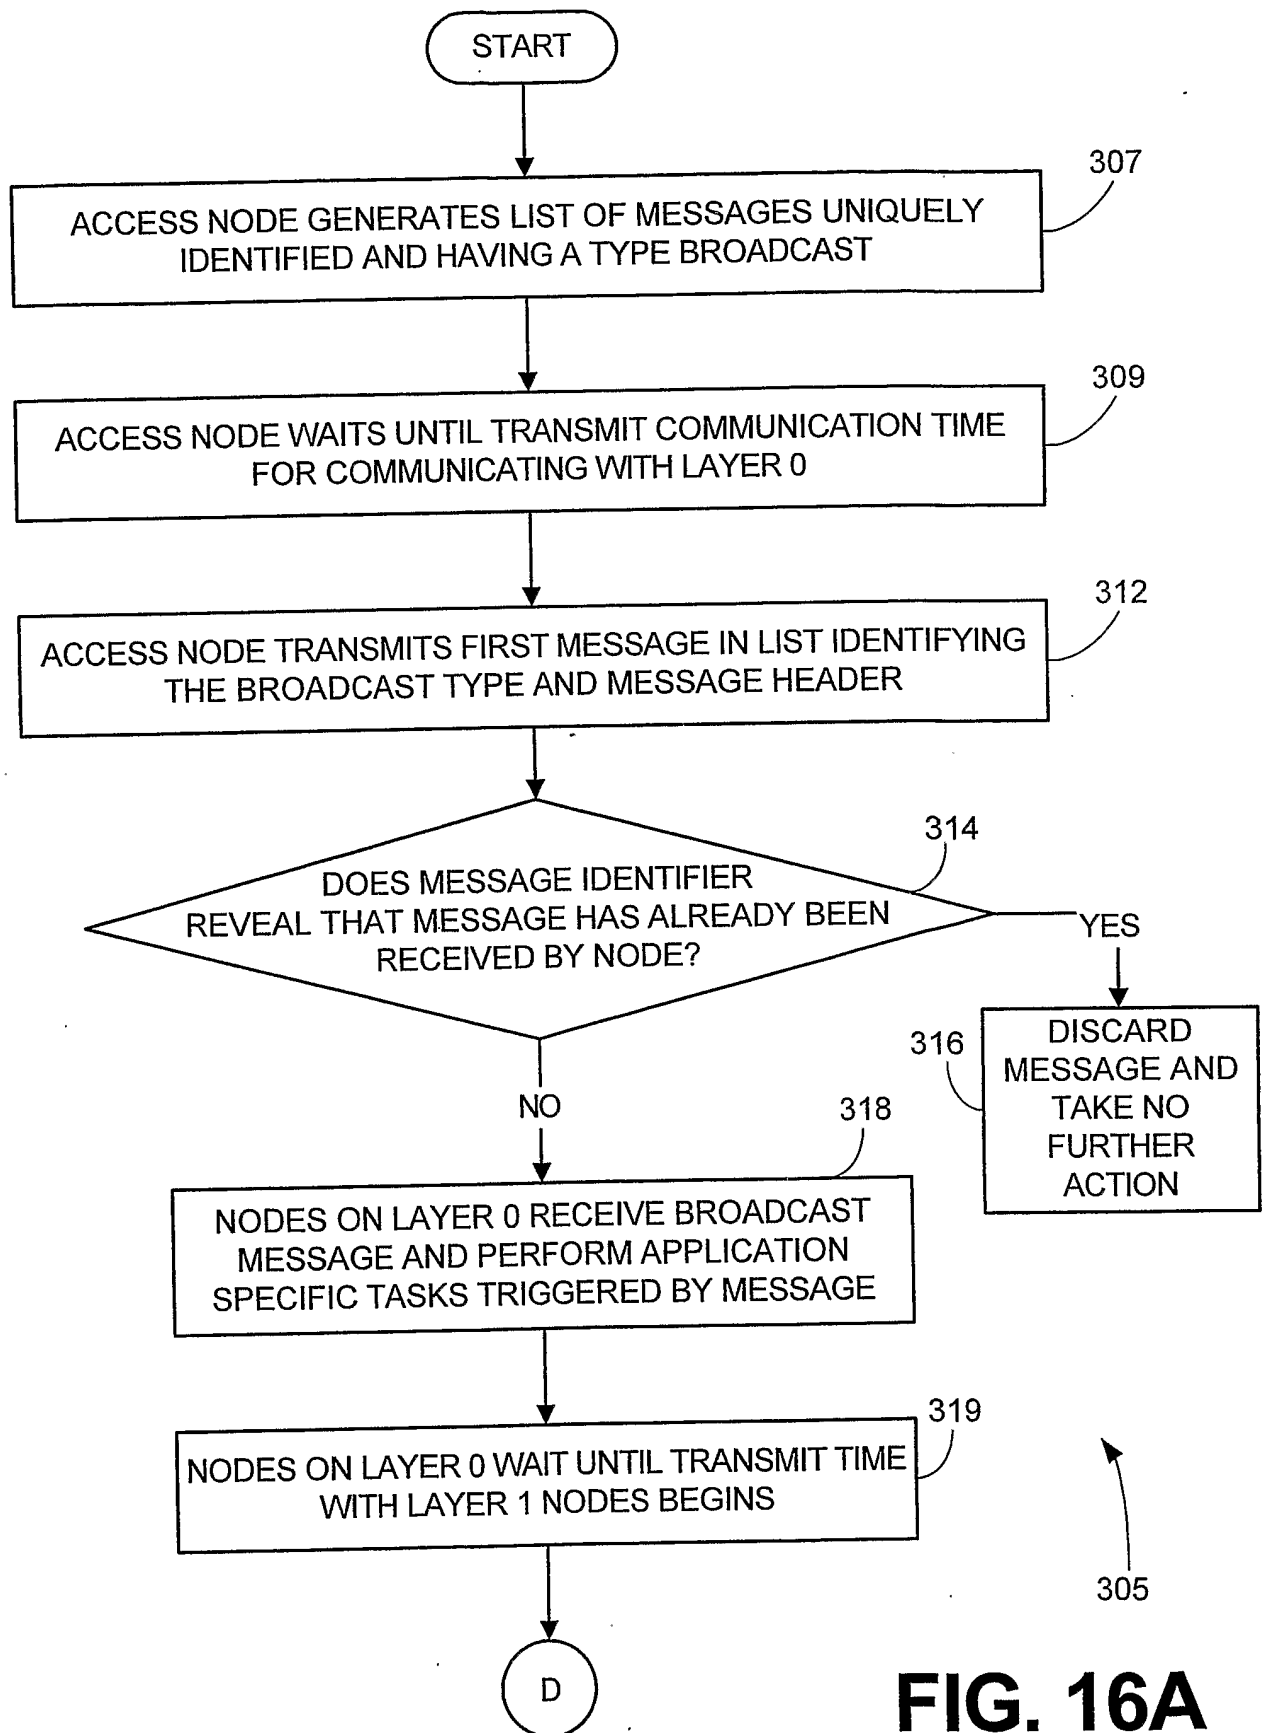 START
307
ACCESS NODE GENERATES LIST OF MESSAGES UNIQUELY
IDENTIFIED AND HAVING A TYPE BROADCAST
309
ACCESS NODE WAITS UNTIL TRANSMIT COMMUNICATION TIME
FOR COMMUNICATING WITH LAYER 0
312
ACCESS NODE TRANSMITS FIRST MESSAGE IN LIST IDENTIFYING
THE BROADCAST TYPE AND MESSAGE HEADER
314
DOES MESSAGE IDENTIFIER
REVEAL THAT MESSAGE HAS ALREADY BEEN
RECEIVED BY NODE?
YES
316
DISCARD
MESSAGE AND
TAKE NO
FURTHER
ACTION
NO
318
NODES ON LAYER 0 RECEIVE BROADCAST
MESSAGE AND PERFORM APPLICATION
SPECIFIC TASKS TRIGGERED BY MESSAGE
319
NODES ON LAYER 0 WAIT UNTIL TRANSMIT TIME
WITH LAYER 1 NODES BEGINS
305
D
FIG. 16A